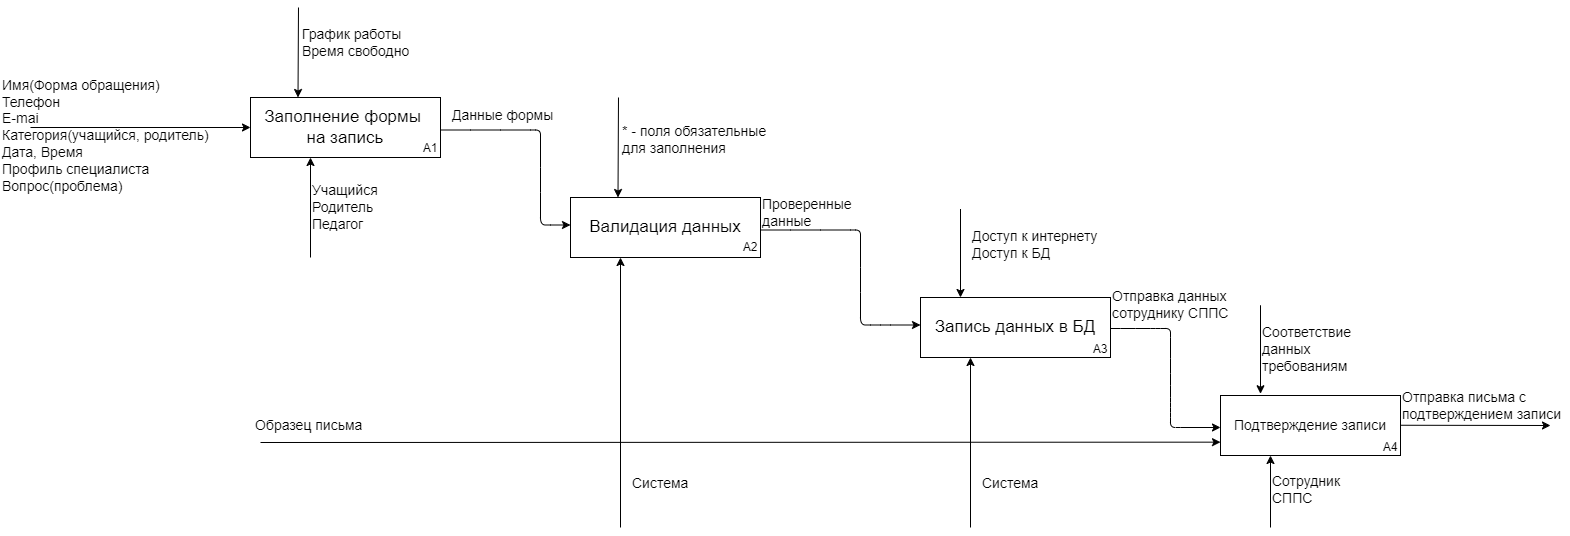 График работы
Время свободно
Имя(Форма обращения)
Телефон
E-mai
Категория(учащийся, родитель)
Дата, Время
Профиль специалиста
Вопрос(проблема)
Заполнение формы
на запись
A1
Данные формы
Учащийся
Родитель
Педагог
* - поля обязательные
для заполнения
Валидация данных
A2
Проверенные
данные
Доступ к интернету
Доступ к БД
Запись данных в БД
A3
Отправка данных
сотруднику СППС
Соответствие
данных
требованиям
Подтверждение записи
A4
Отправка письма с
подтверждением записи
Образец письма
Система
Система
Сотрудник
СППС